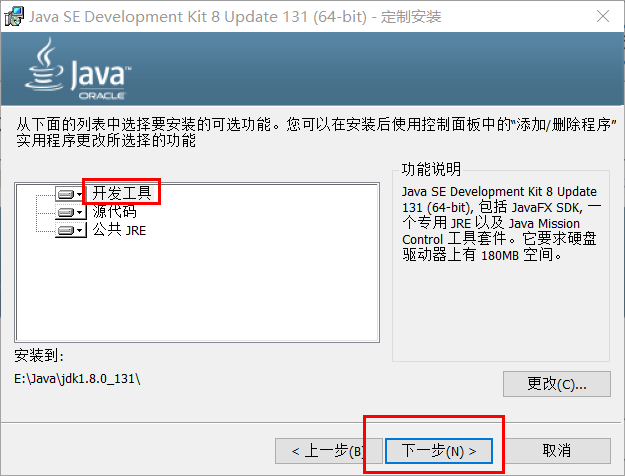 Java SE Development Kit 8 Update 131 (64-bit) - 定制安装
Java™
ORACLE
从下面的列表中选择要安装的可选功能。您可以在安装后使用控制面板中的“添加/删除程序”
实用程序更改所选择的功能
开发工具
源代码
公共 JRE
功能说明
Java SE Development Kit 8 Update
131 (64-bit), 包括 JavaFX SDK, 一
个专用 JRE 以及 Java Mission
Control 工具套件。它要求硬盘
驱动器上有 180MB 空间。
安装到:
E:\Java\jdk1.8.0_131\
更改(C)...
< 上一步(B)
下一步(N) >
取消